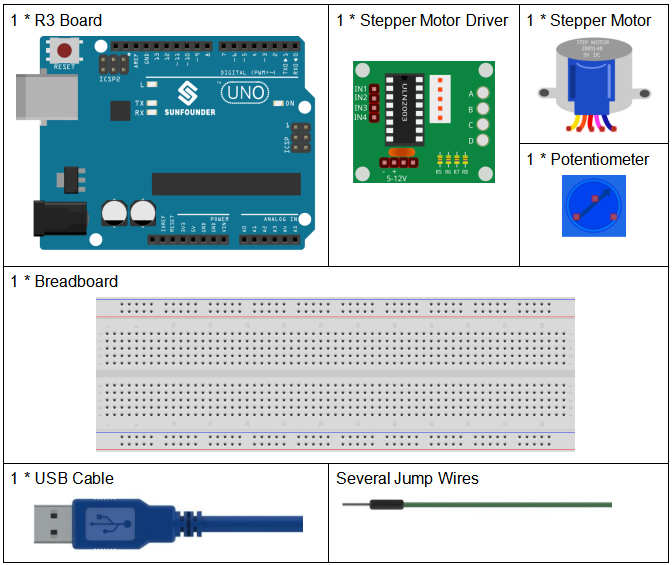 1 * R3 Board
1 * Stepper Motor Driver
1 * Stepper Motor
RESET
ICSP2
AREF
GND
13
12
~11
~10
~9
8
7
~6
~5
4
~3
2
TX0▶1
RX0◀0
DIGITAL (PWM~)
L
TX
RX
SUNFOUNDER
™
UNO
ON
1
ICSP
POWER
ANALOG IN
IOREF
RESET
3V3
5V
GND
GND
VIN
A0
A1
A2
A3
A4
A5
IN1
IN2
IN3
IN4
ULN2003
A
B
C
D
- +
5-12V
R5 R6 R7 R8
STEP MOTOR
28BYJ-48
5V DC
1 * Potentiometer
1 * Breadboard
1 * USB Cable
Several Jump Wires